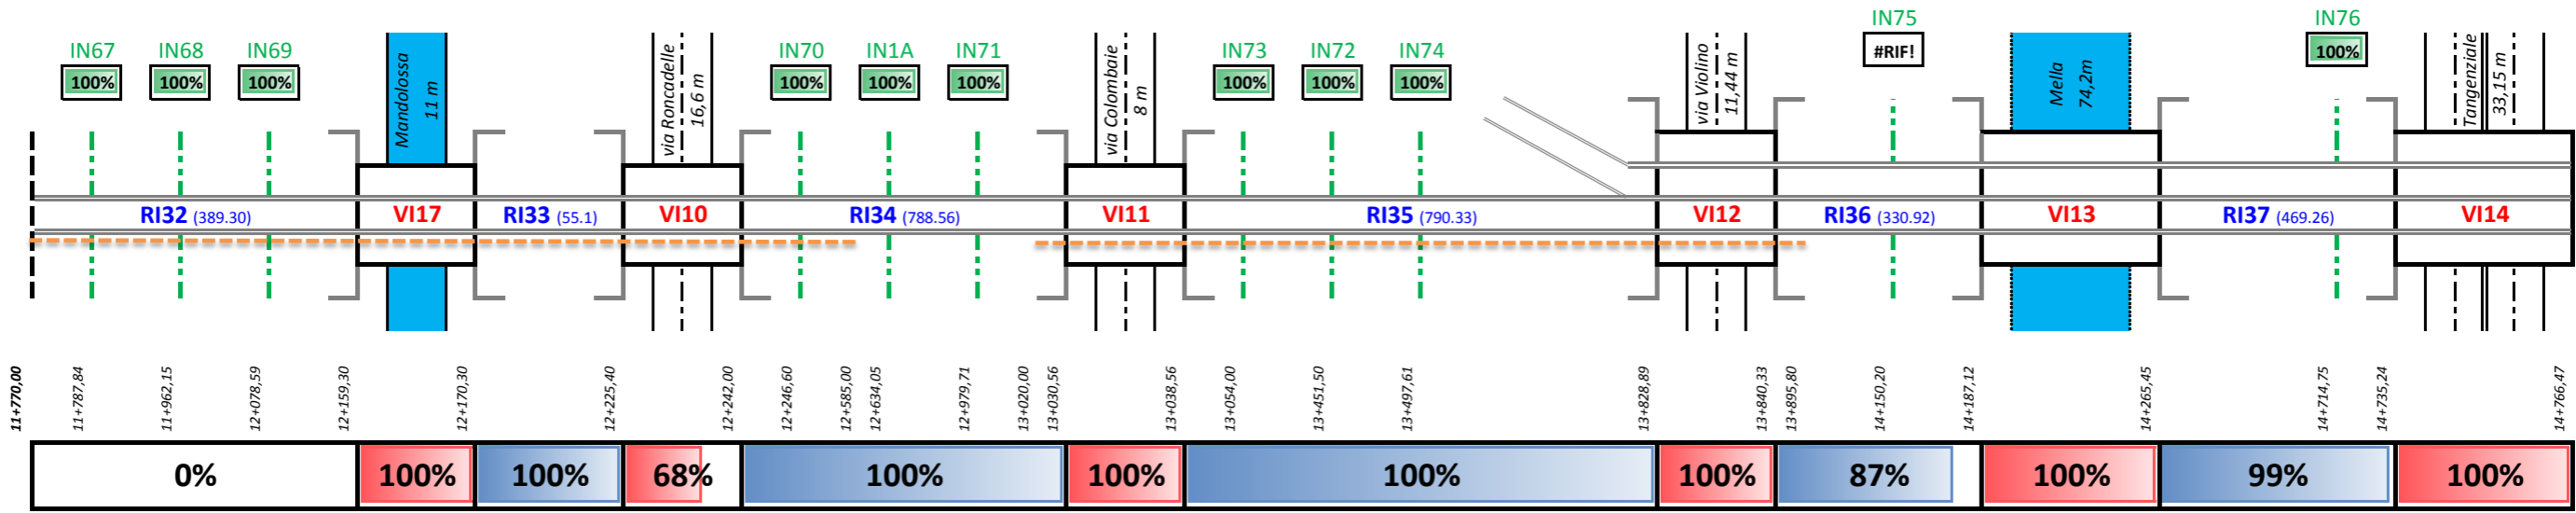 IN75
IN76
#RIF!
100%
IN67
IN68
IN69
IN70
IN1A
IN71
IN73
IN72
IN74
100%
100%
100%
100%
100%
100%
100%
100%
100%
Mandolossa
11 m
via Roncadelle
16,6 m
via Colombaie
8 m
via Violino
11,44 m
Mella
74,2m
Tangenziale
33,15 m
RI32 (389.30)
VI17
RI33 (55.1)
VI10
RI34 (788.56)
VI11
RI35 (790.33)
VI12
RI36 (330.92)
VI13
RI37 (469.26)
VI14
11+770,00
11+787,84
11+962,15
12+078,59
12+159,30
12+170,30
12+225,40
12+242,00
12+246,60
12+585,00
12+634,05
12+979,71
13+020,00
13+030,56
13+038,56
13+054,00
13+451,50
13+497,61
13+828,89
13+840,33
13+895,80
14+150,20
14+187,12
14+265,45
14+714,75
14+735,24
14+766,47
0%
100%
100%
68%
100%
100%
100%
100%
87%
100%
99%
100%